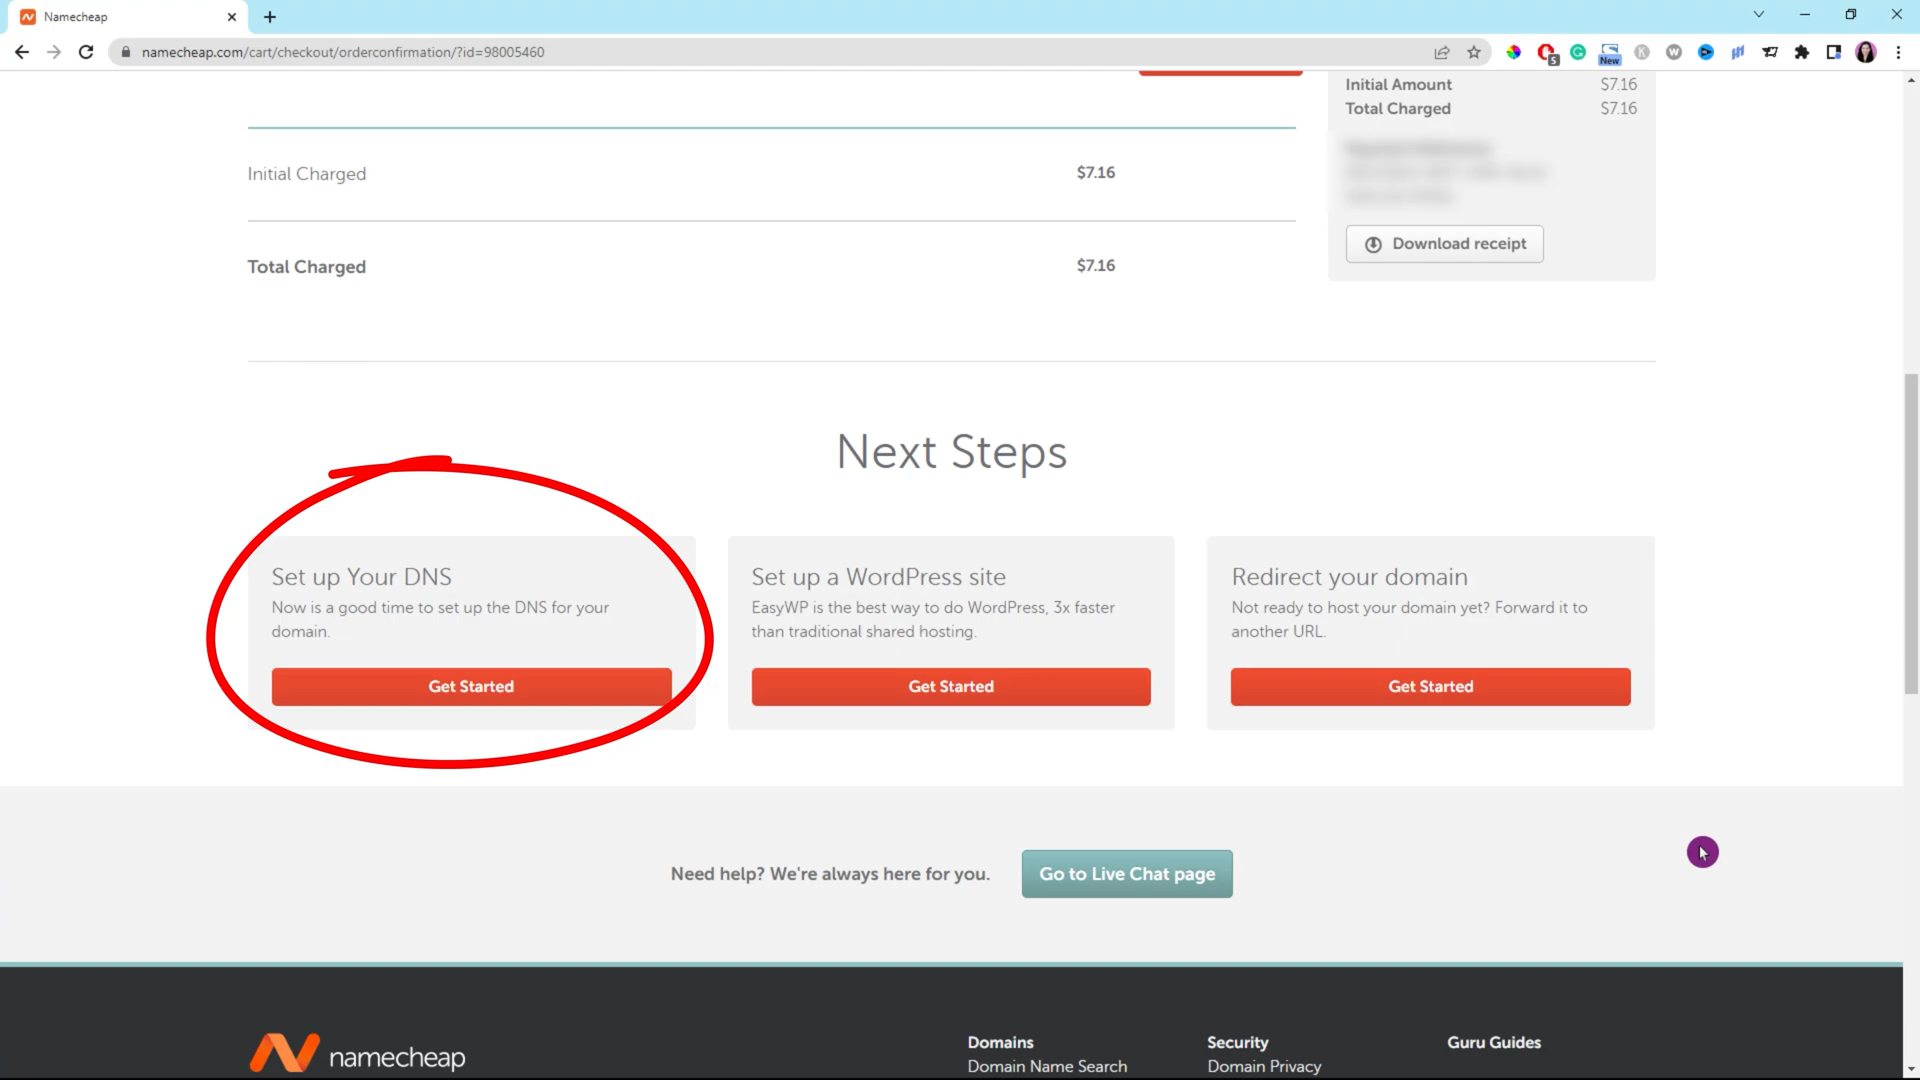 Namecheap
namecheap.com/cart/checkout/orderconfirmation/?id=98005460
5
New
K
W
Initial Amount $7.16
Total Charged $7.16
Initial Charged $7.16
Total Charged $7.16
Download receipt
Next Steps
Set up Your DNS
Now is a good time to set up the DNS for your
domain.
Get Started
Set up a WordPress site
EasyWP is the best way to do WordPress, 3x faster
than traditional shared hosting.
Get Started
Redirect your domain
Not ready to host your domain yet? Forward it to
another URL.
Get Started
Need help? We're always here for you.
Go to Live Chat page
namecheap
Domains
Domain Name Search
Security
Domain Privacy
Guru Guides